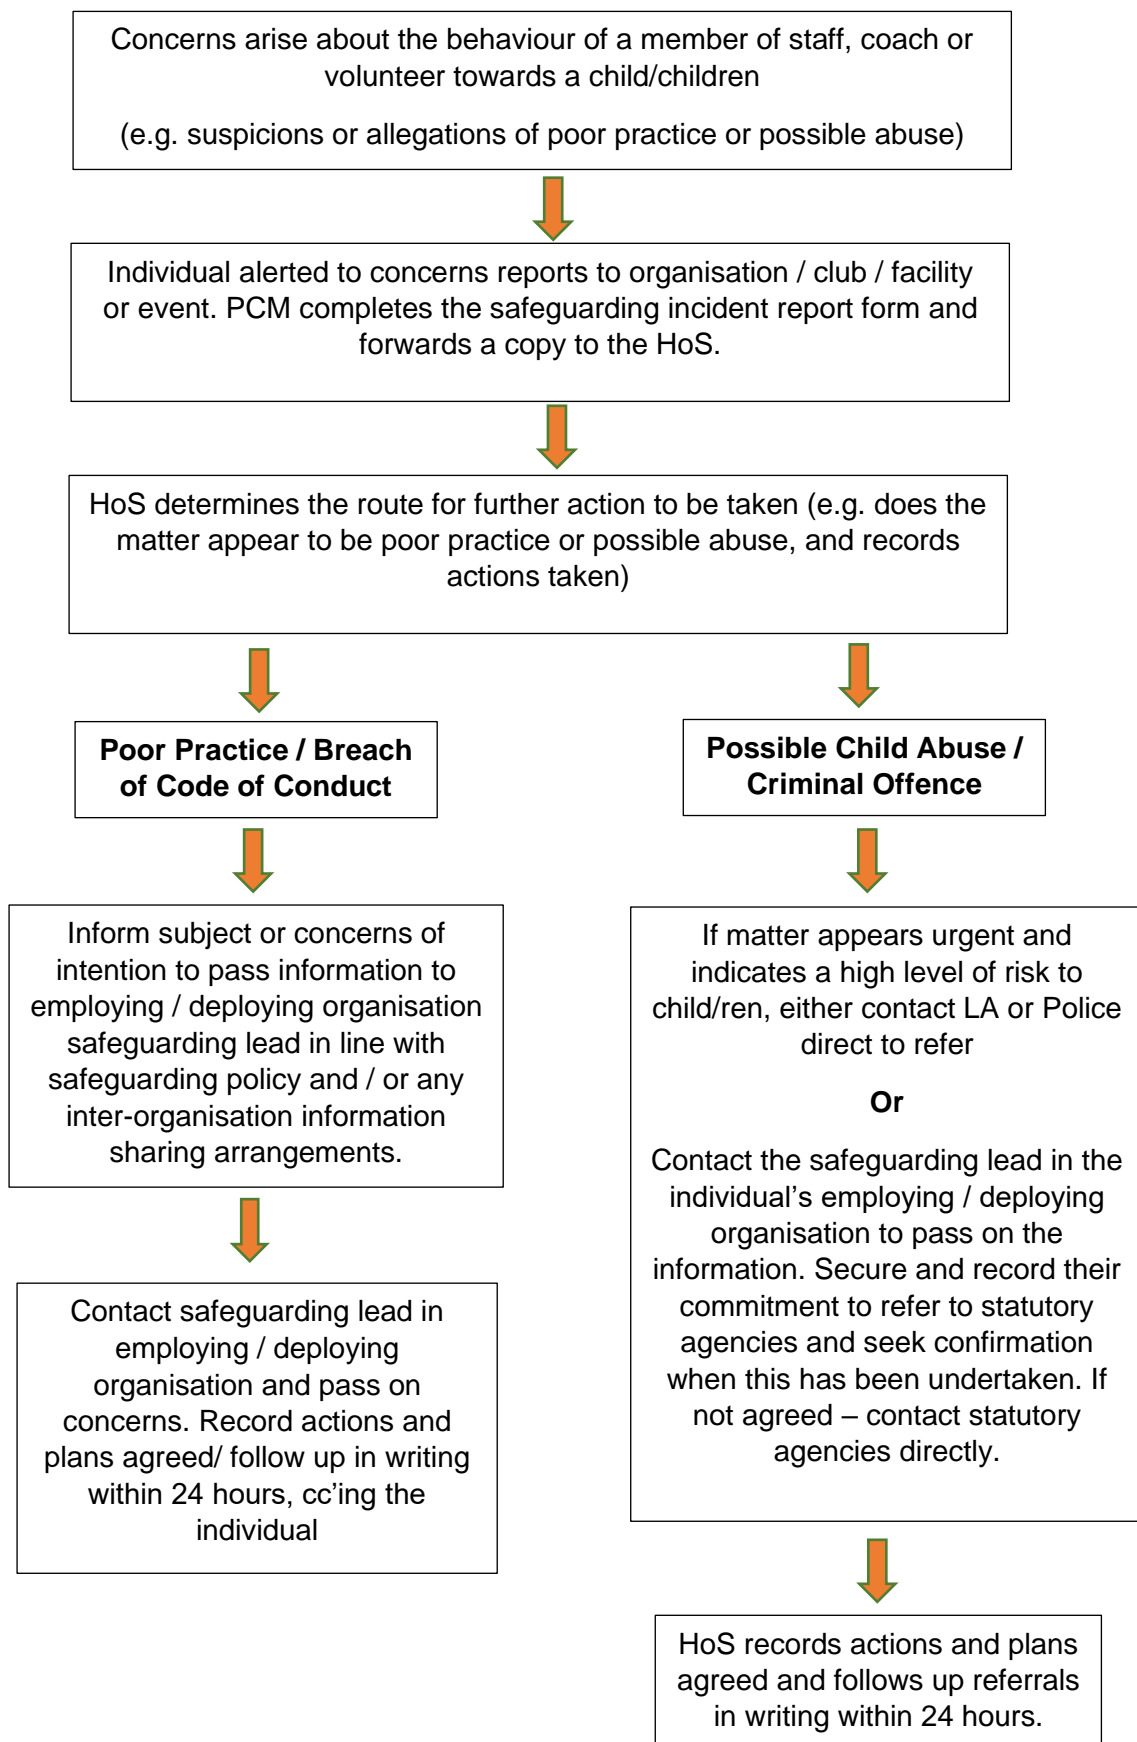 Concerns arise about the behaviour of a member of staff, coach or
volunteer towards a child/children
(e.g. suspicions or allegations of poor practice or possible abuse)
Individual alerted to concerns reports to organisation / club / facility
or event. PCM completes the safeguarding incident report form and
forwards a copy to the HoS.
HoS determines the route for further action to be taken (e.g. does the
matter appear to be poor practice or possible abuse, and records
actions taken)
Poor Practice / Breach
of Code of Conduct
Inform subject or concerns of
intention to pass information to
employing / deploying organisation
safeguarding lead in line with
safeguarding policy and / or any
inter-organisation information
sharing arrangements.
Contact safeguarding lead in
employing / deploying
organisation and pass on
concerns. Record actions and
plans agreed/ follow up in writing
within 24 hours, cc'ing the
individual
Possible Child Abuse /
Criminal Offence
If matter appears urgent and
indicates a high level of risk to
child/ren, either contact LA or Police
direct to refer
Or
Contact the safeguarding lead in the
individual's employing / deploying
organisation to pass on the
information. Secure and record their
commitment to refer to statutory
agencies and seek confirmation
when this has been undertaken. If
not agreed – contact statutory
agencies directly.
HoS records actions and plans
agreed and follows up referrals
in writing within 24 hours.